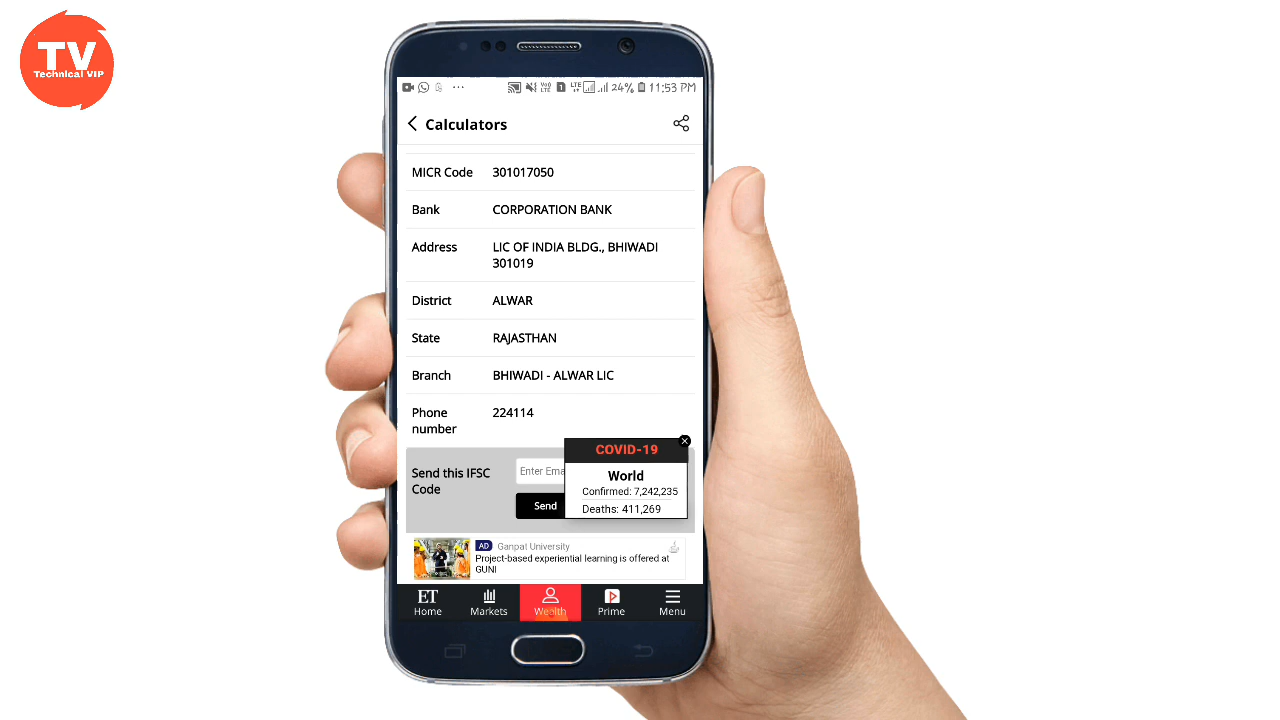 TV
Technical VIP
24% 11:53 PM
Calculators
MICR Code 301017050
Bank CORPORATION BANK
Address LIC OF INDIA BLDG., BHIWADI
301019
District ALWAR
State RAJASTHAN
Branch BHIWADI - ALWAR LIC
Phone 224114
number
COVID-19
World
Confirmed: 7,242,235
Deaths: 411,269
Send this IFSC
Code
Enter Ema
Send
AD Ganpat University
Project-based experiential learning is offered at
GUNI
ET
Home Markets Wealth Prime Menu